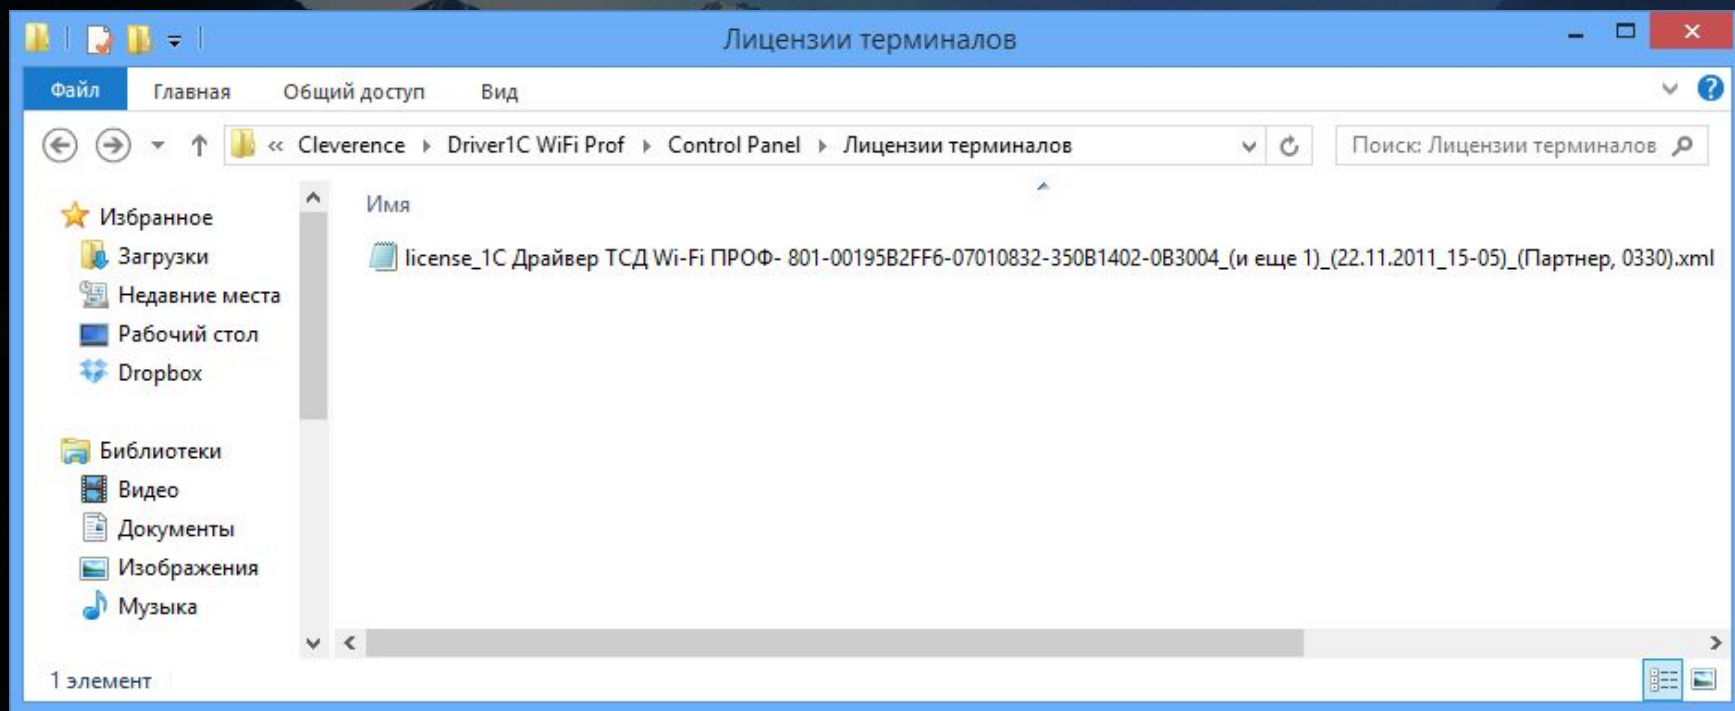 Лицензии терминалов
Файл Главная Общий доступ Вид
« Cleverence Driver1C WiFi Prof Control Panel Лицензии терминалов Поиск: Лицензии терминалов
Имя
license_1С Драйвер ТСД Wi-Fi ПРОФ- 801-00195B2FF6-07010832-350B1402-0B3004_(и еще 1)_(22.11.2011_15-05)_(Партнер, 0330).xml
Избранное
Загрузки
Недавние места
Рабочий стол
Dropbox
Библиотеки
Видео
Документы
Изображения
Музыка
1 элемент